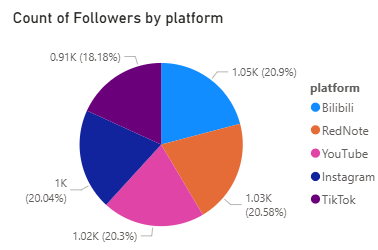 Count of Followers by platform
0.91K (18.18%)
1.05K (20.9%)
platform
Bilibili
RedNote
YouTube
Instagram
TikTok
1K
(20.04%)
1.03K
(20.58%)
1.02K (20.3%)